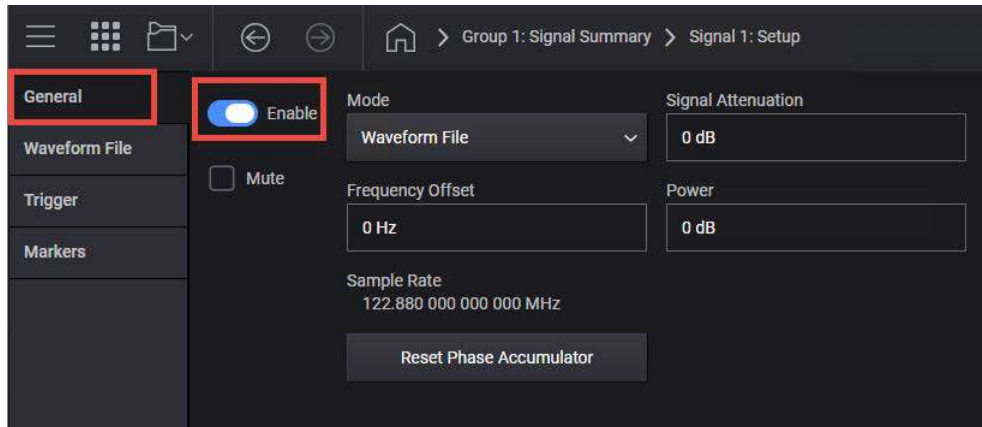 Group 1: Signal Summary > Signal 1: Setup
General
Waveform File
Trigger
Markers
Enable
Mute
Mode
Waveform File
Frequency Offset
0 Hz
Sample Rate
122.880 000 000 000 MHz
Reset Phase Accumulator
Signal Attenuation
0 dB
Power
0 dB